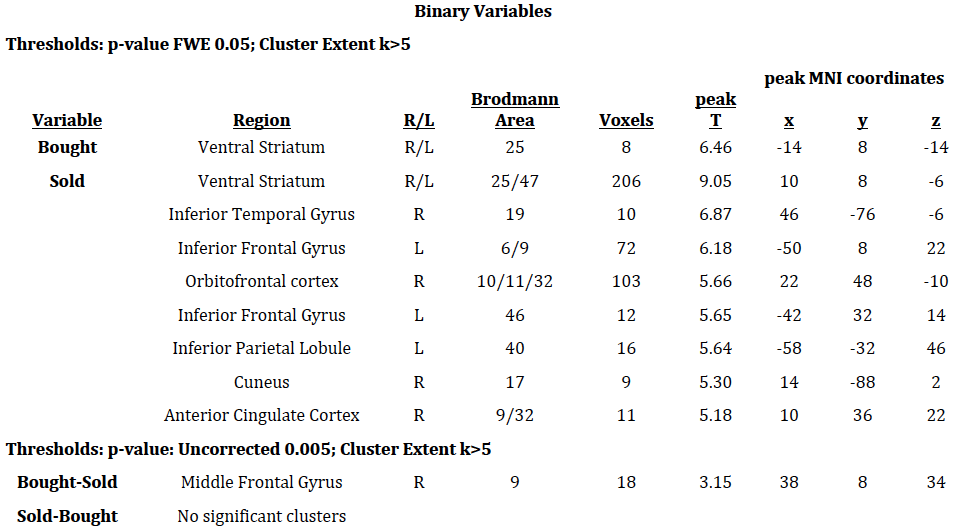 Binary Variables
Thresholds: p-value FWE 0.05; Cluster Extent k>5
peak MNI coordinates
Brodmann peak
Variable Region R/L Area Voxels T x y z
Bought Ventral Striatum R/L 25 8 6.46 -14 8 -14
Sold Ventral Striatum R/L 25/47 206 9.05 10 8 -6
Inferior Temporal Gyrus R 19 10 6.87 46 -76 -6
Inferior Frontal Gyrus L 6/9 72 6.18 -50 8 22
Orbitofrontal cortex R 10/11/32 103 5.66 22 48 -10
Inferior Frontal Gyrus L 46 12 5.65 -42 32 14
Inferior Parietal Lobule L 40 16 5.64 -58 -32 46
Cuneus R 17 9 5.30 14 -88 2
Anterior Cingulate Cortex R 9/32 11 5.18 10 36 22
Thresholds: p-value: Uncorrected 0.005; Cluster Extent k>5
Bought-Sold Middle Frontal Gyrus R 9 18 3.15 38 8 34
Sold-Bought No significant clusters